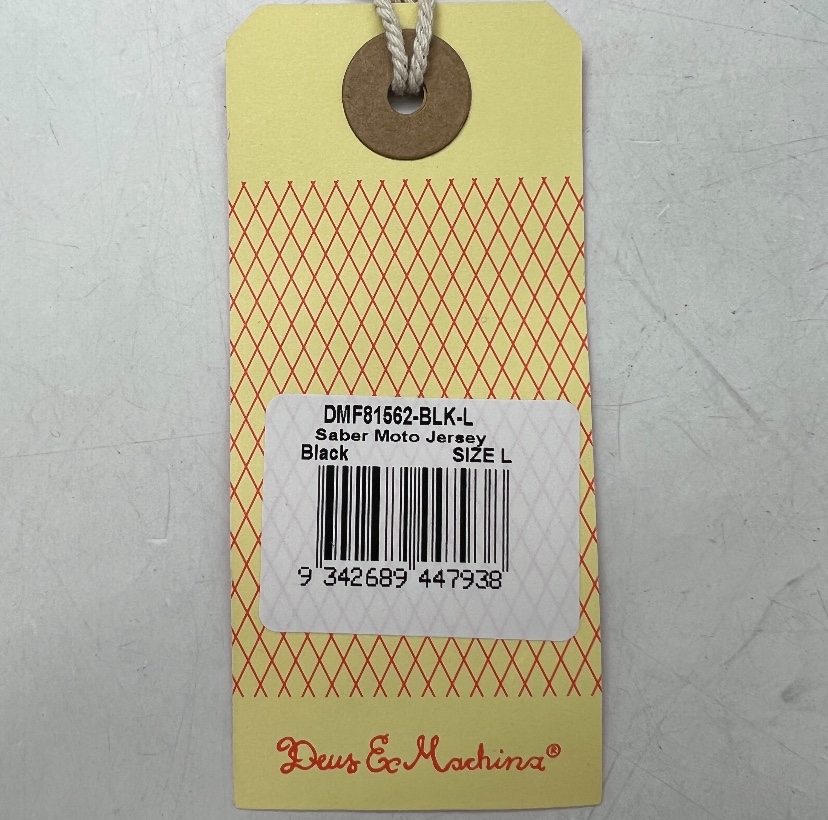 DMF81562-BLK-L
Saber Moto Jersey
Black SIZE L
9 342689 447938
Deus Ex Machina®